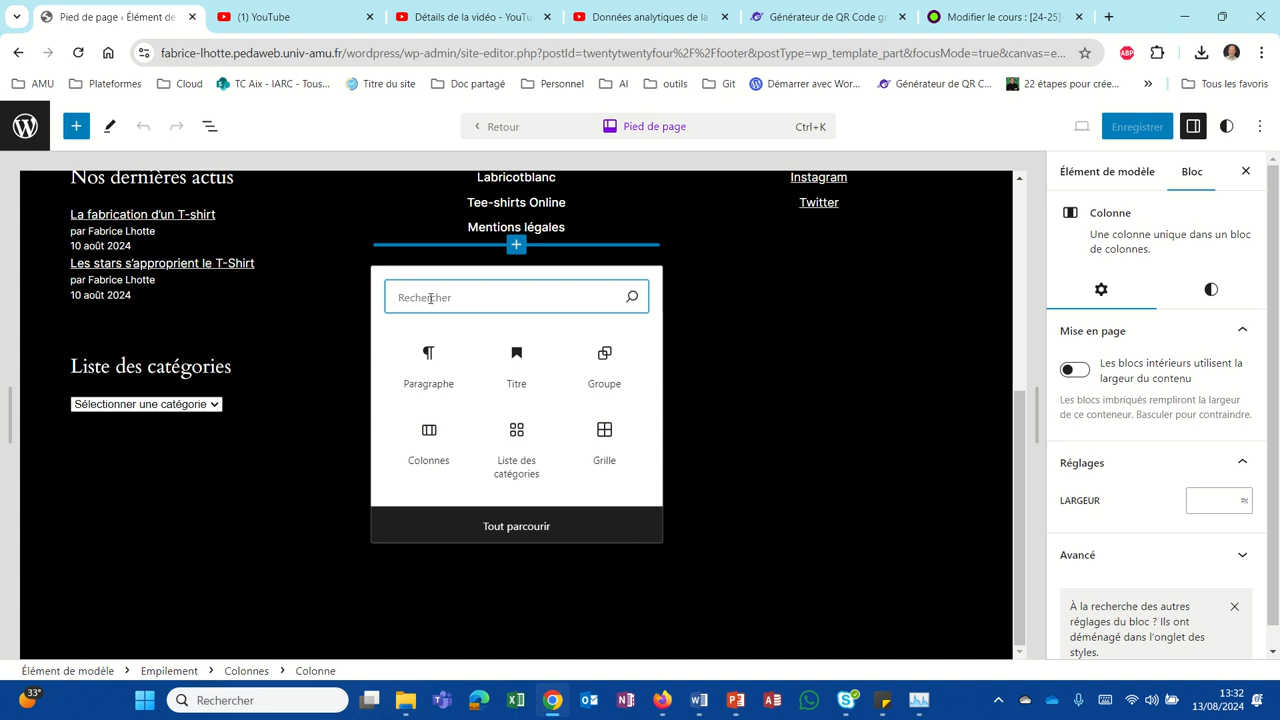 Pied de page ‹ Élément de
(1) YouTube
Détails de la vidéo - YouTu
Données analytiques de la
Générateur de QR Code gr
Modifier le cours : [24-25]
fabrice-lhotte.pedaweb.univ-amu.fr/wordpress/wp-admin/site-editor.php?postId=twentytwentyfour%2F%2Ffooter&postType=wp_template_part&focusMode=true&canvas=e...
AMU
Plateformes
Cloud
TC Aix - IARC - Tous...
Titre du site
Doc partagé
Personnel
AI
outils
Git
Démarrer avec Wor...
Générateur de QR C...
22 étapes pour crée...
»
Tous les favoris
Retour
Pied de page
Ctrl+K
Enregistrer
Nos dernières actus
La fabrication d'un T-shirt
par Fabrice Lhotte
10 août 2024
Les stars s'approprient le T-Shirt
par Fabrice Lhotte
10 août 2024
Liste des catégories
Sélectionner une catégorie
Labricotblanc
Tee-shirts Online
Mentions légales
Instagram
Twitter
Rechercher
Paragraphe
Titre
Groupe
Colonnes
Liste des
catégories
Grille
Tout parcourir
Élément de modèle
Bloc
Colonne
Une colonne unique dans un bloc
de colonnes.
Mise en page
Les blocs intérieurs utilisent la
largeur du contenu
Les blocs imbriqués rempliront la largeur
de ce conteneur. Basculer pour contraindre.
Réglages
LARGEUR
PX
Avancé
À la recherche des autres
réglages du bloc ? Ils ont
déménagé dans l'onglet des
styles.
Élément de modèle
Empilement
Colonnes
Colonne
33°
Rechercher
13:32
13/08/2024